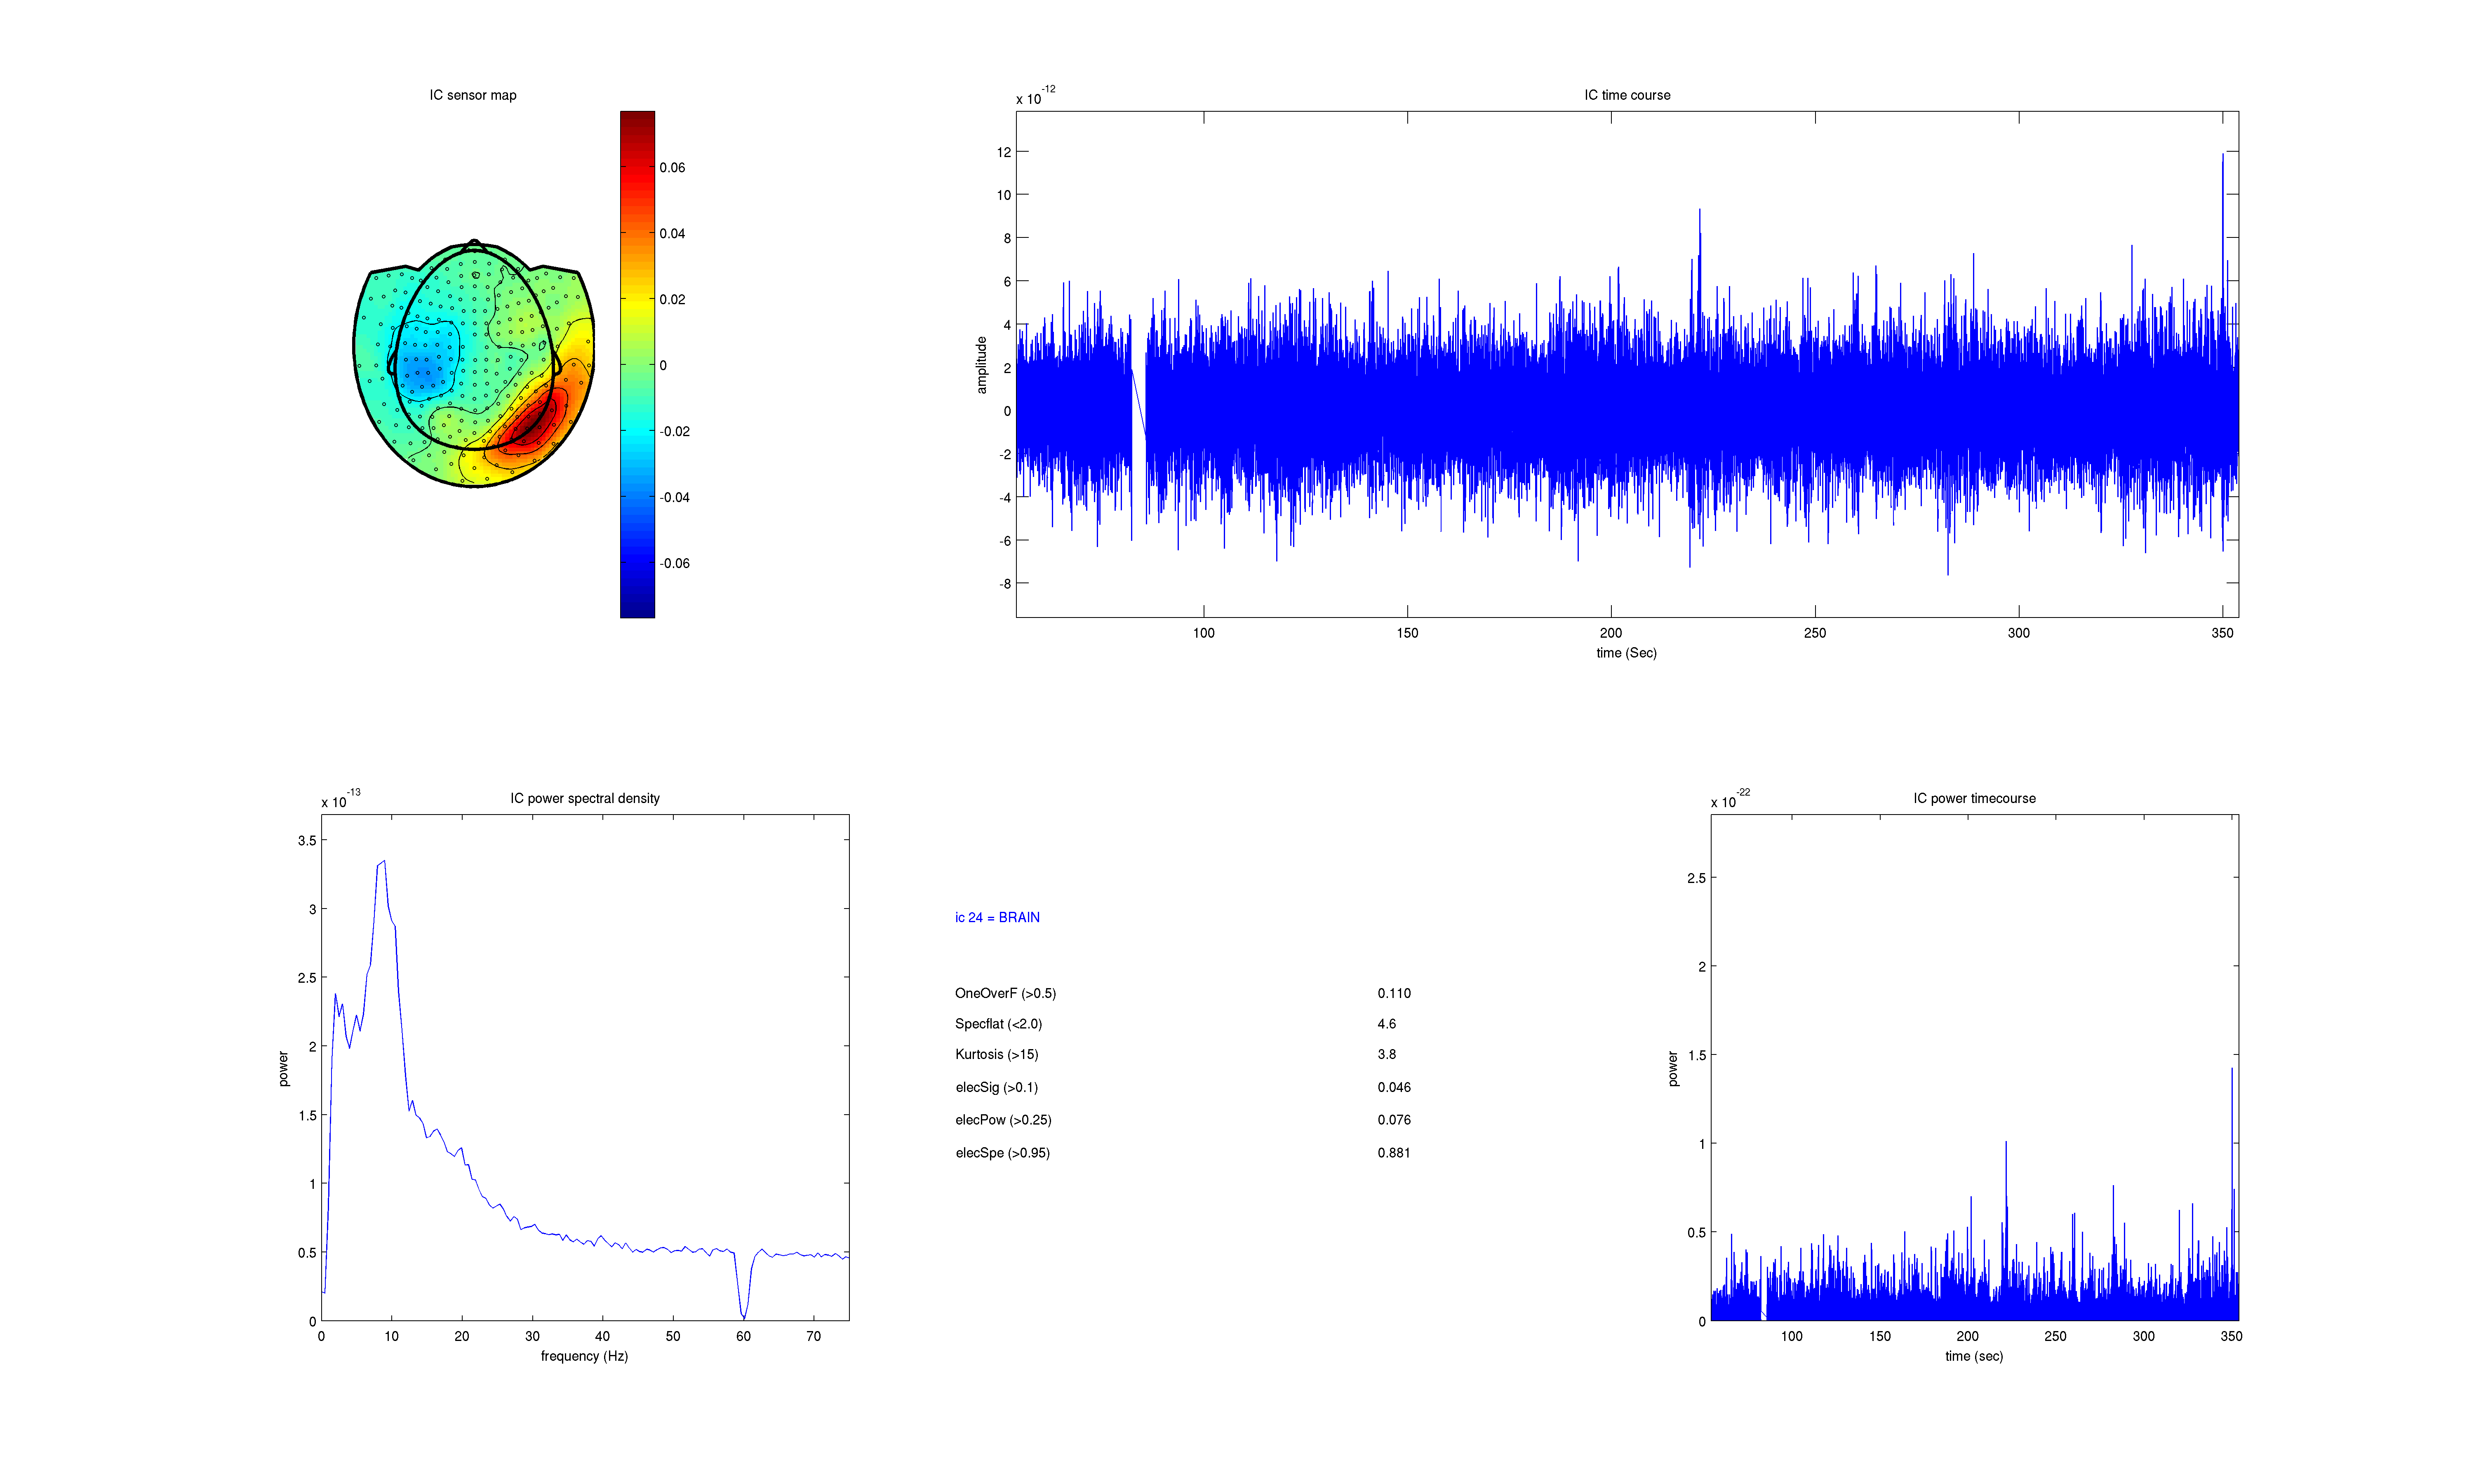 IC sensor map
0.06
0.04
0.02
0
-0.02
-0.04
-0.06
IC time course
x 10-12
12
10
8
6
4
2
0
-2
-4
-6
-8
amplitude
100 150 200 250 300 350
time (Sec)
IC power spectral density
x 10-13
3.5
3
2.5
2
1.5
1
0.5
0
power
0 10 20 30 40 50 60 70
frequency (Hz)
ic 24 = BRAIN
OneOverF (>0.5) 0.110
Specflat (<2.0) 4.6
Kurtosis (>15) 3.8
elecSig (>0.1) 0.046
elecPow (>0.25) 0.076
elecSpe (>0.95) 0.881
IC power timecourse
x 10-22
2.5
2
1.5
1
0.5
0
power
100 150 200 250 300 350
time (sec)